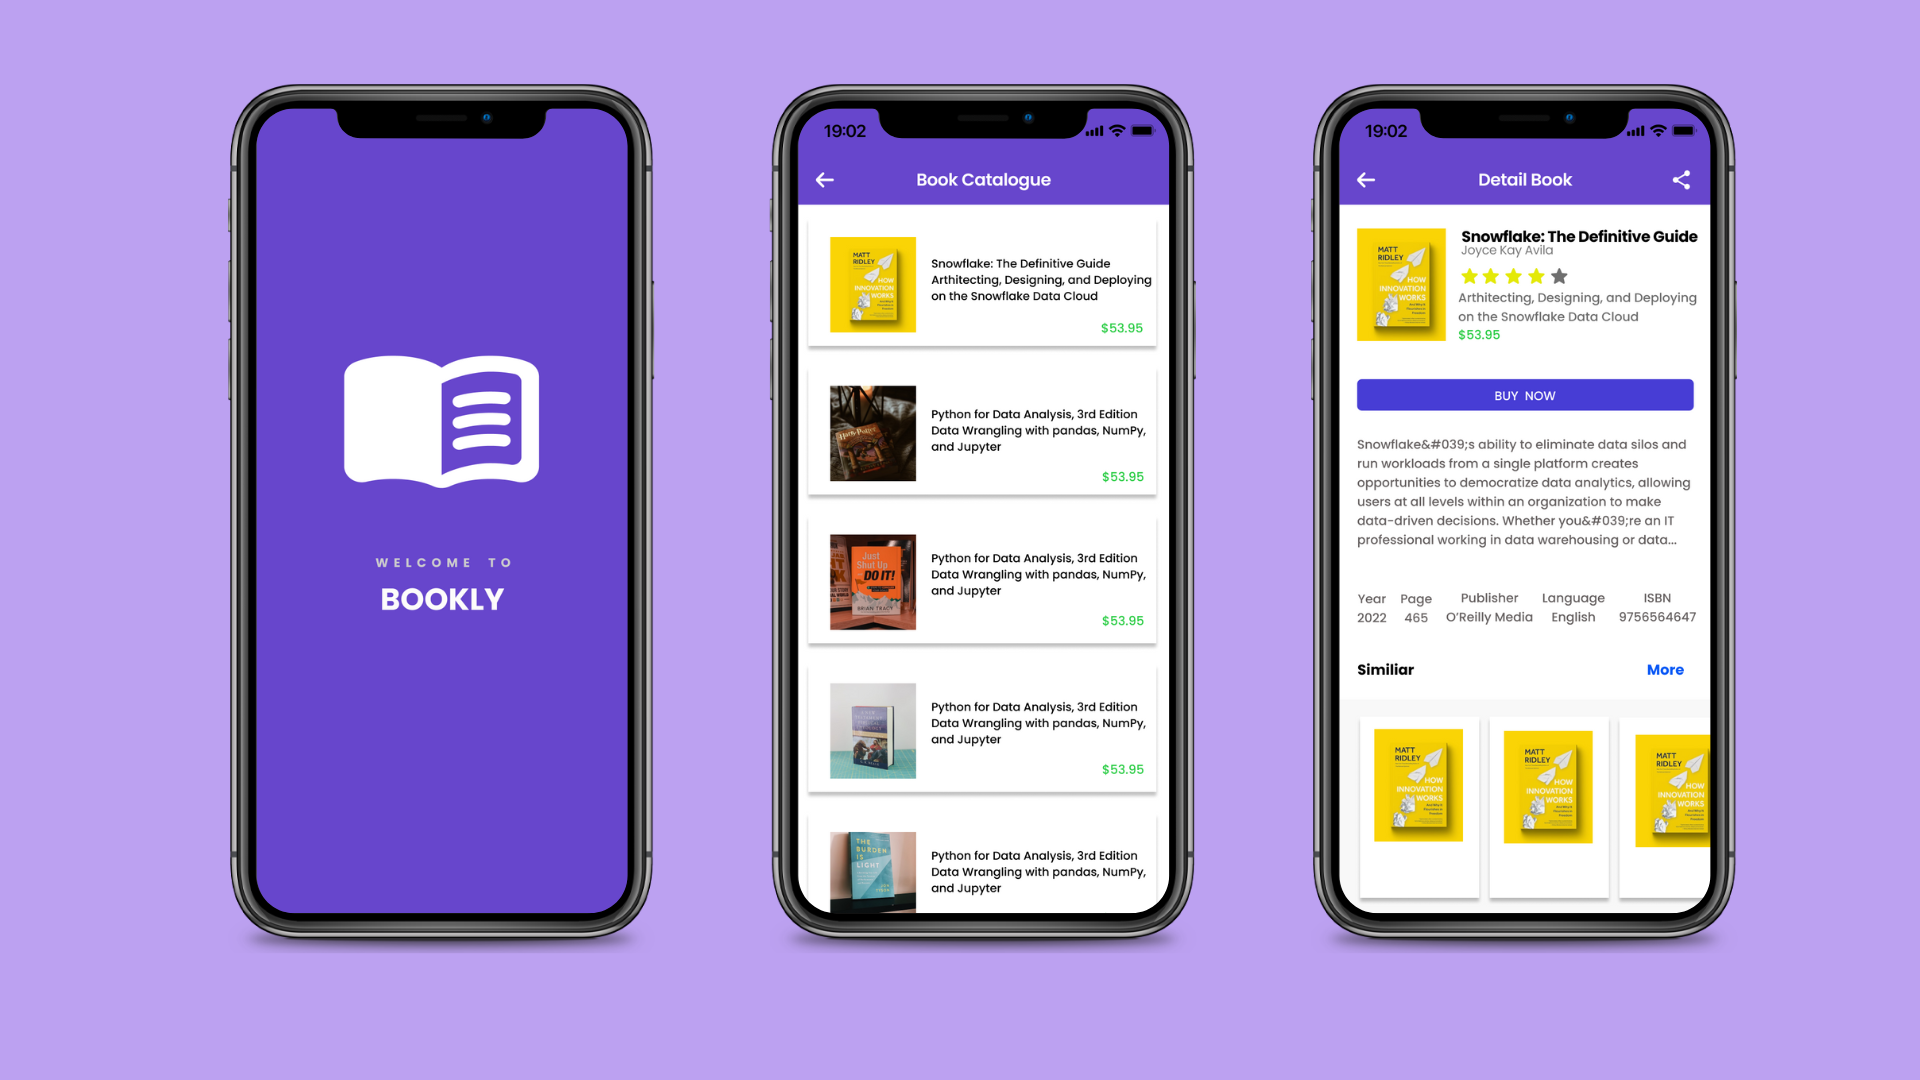 WELCOME TO
BOOKLY
19:02
Book Catalogue
MATT
RIDLEY
HOW
INNOVATION
WORKS
Snowflake: The Definitive Guide
Arthitecting, Designing, and Deploying
on the Snowflake Data Cloud
$53.95
Harry Potter
Python for Data Analysis, 3rd Edition
Data Wrangling with pandas, NumPy,
and Jupyter
$53.95
Just
Shut Up
DO IT!
BRIAN TRACY
Python for Data Analysis, 3rd Edition
Data Wrangling with pandas, NumPy,
and Jupyter
$53.95
Python for Data Analysis, 3rd Edition
Data Wrangling with pandas, NumPy,
and Jupyter
$53.95
THE
BURDEN
IS
LIGHT
Python for Data Analysis, 3rd Edition
Data Wrangling with pandas, NumPy,
and Jupyter
19:02
Detail Book
MATT
RIDLEY
HOW
INNOVATION
WORKS
Snowflake: The Definitive Guide
Joyce Kay Avila
Arthitecting, Designing, and Deploying
on the Snowflake Data Cloud
$53.95
BUY NOW
Snowflake&#039;s ability to eliminate data silos and
run workloads from a single platform creates
opportunities to democratize data analytics, allowing
users at all levels within an organization to make
data-driven decisions. Whether you&#039;re an IT
professional working in data warehousing or data...
Year Page Publisher Language ISBN
2022 465 O'Reilly Media English 9756564647
Similiar More
MATT
RIDLEY
HOW
INNOVATION
WORKS
MATT
RIDLEY
HOW
INNOVATION
WORKS
MATT
RIDLEY
HOW
INNOVATION
WORKS